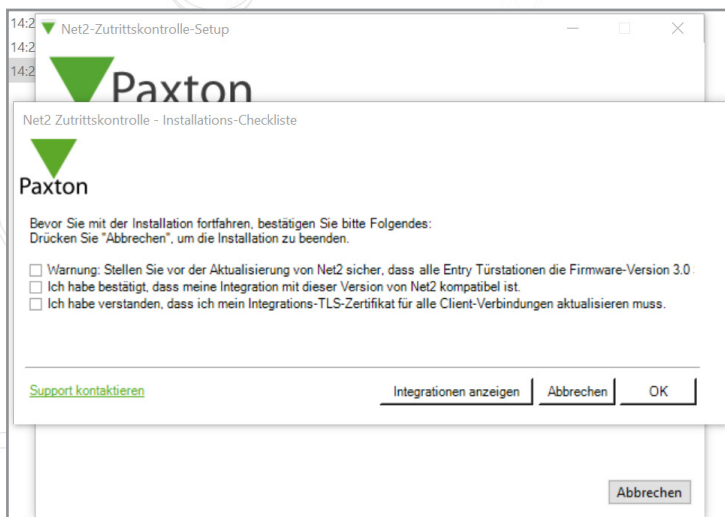 14:2
Net2-Zutrittskontrolle-Setup
14:2
14:2
Paxton
Net2 Zutrittskontrolle - Installations-Checkliste
Paxton
Bevor Sie mit der Installation fortfahren, bestätigen Sie bitte Folgendes:
Drücken Sie "Abbrechen", um die Installation zu beenden.
Warnung: Stellen Sie vor der Aktualisierung von Net2 sicher, dass alle Entry Türstationen die Firmware-Version 3.0
Ich habe bestätigt, dass meine Integration mit dieser Version von Net2 kompatibel ist.
Ich habe verstanden, dass ich mein Integrations-TLS-Zertifikat für alle Client-Verbindungen aktualisieren muss.
Support kontaktieren
Integrationen anzeigen
Abbrechen
OK
Abbrechen